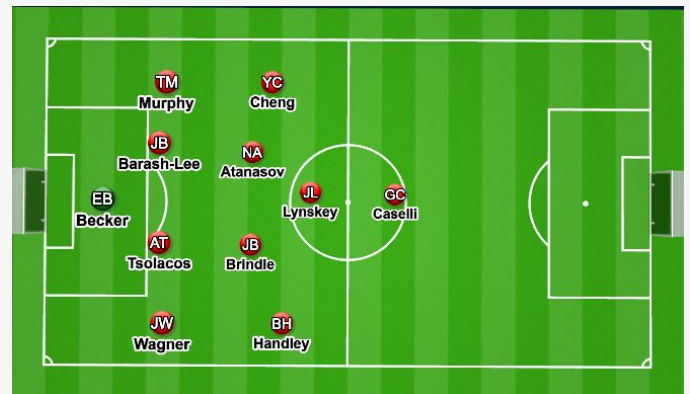 TM
Murphy
YC
Cheng
JB
Barash-Lee
NA
Atanasov
EB
Becker
JL
Lynskey
GC
Caselli
AT
Tsolacos
JB
Brindle
JW
Wagner
BH
Handley